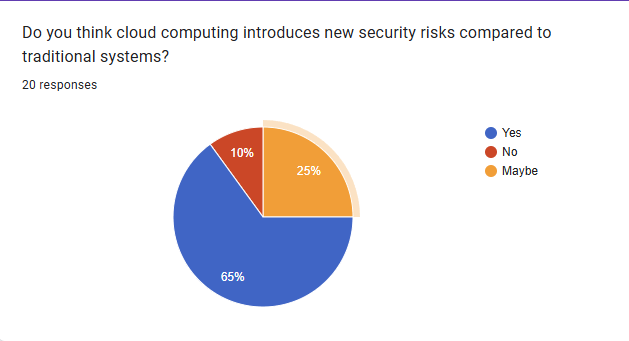 Do you think cloud computing introduces new security risks compared to
traditional systems?
20 responses
Yes
No
Maybe
10%
25%
65%